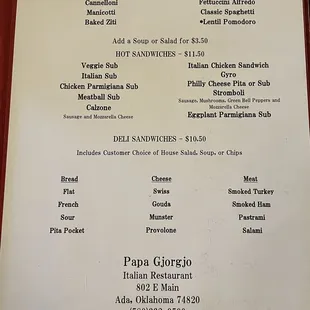 Cannelloni Fettuccini Alfredo
Manicotti Classic Spaghetti
Baked Ziti •Lentil Pomodoro
Add a Soup or Salad for $3.50
HOT SANDWICHES - $11.50
Veggie Sub
Italian Sub
Chicken Parmigiana Sub
Meatball Sub
Calzone
Sausage and Mozzarella Cheese
Italian Chicken Sandwich
Gyro
Philly Cheese Pita or Sub
Stromboli
Sausage, Mushrooms, Green Bell Peppers and
Mozzarella Cheese
Eggplant Parmigiana Sub
DELI SANDWICHES - $10.50
Includes Customer Choice of House Salad, Soup, or Chips
Bread Cheese Meat
Flat Swiss Smoked Turkey
French Gouda Smoked Ham
Sour Munster Pastrami
Pita Pocket Provolone Salami
Papa Gjorgjo
Italian Restaurant
802 E Main
Ada, Oklahoma 74820